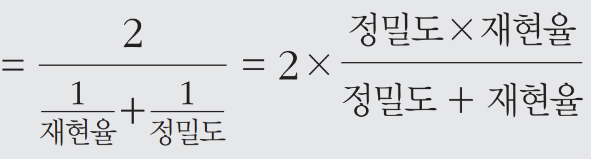 = 2 / (1/재현율 + 1/정밀도) = 2 × (정밀도 × 재현율) / (정밀도 + 재현율)